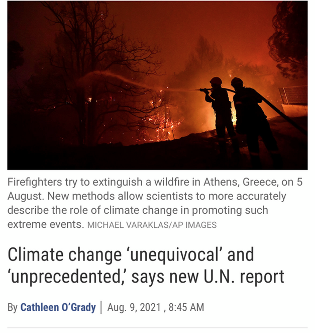 Firefighters try to extinguish a wildfire in Athens, Greece, on 5
August. New methods allow scientists to more accurately
describe the role of climate change in promoting such
extreme events. MICHAEL VARAKLAS/AP IMAGES
Climate change ‘unequivocal’ and
‘unprecedented,’ says new U.N. report
By Cathleen O’Grady | Aug. 9, 2021 , 8:45 AM